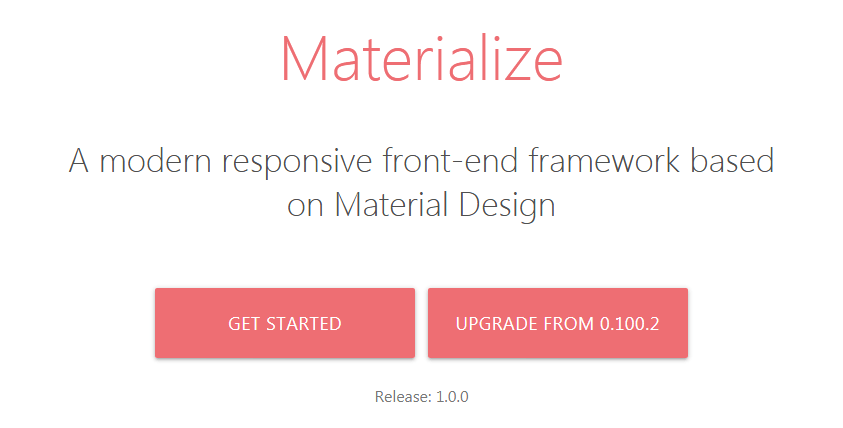 Materialize
A modern responsive front-end framework based
on Material Design
GET STARTED
UPGRADE FROM 0.100.2
Release: 1.0.0